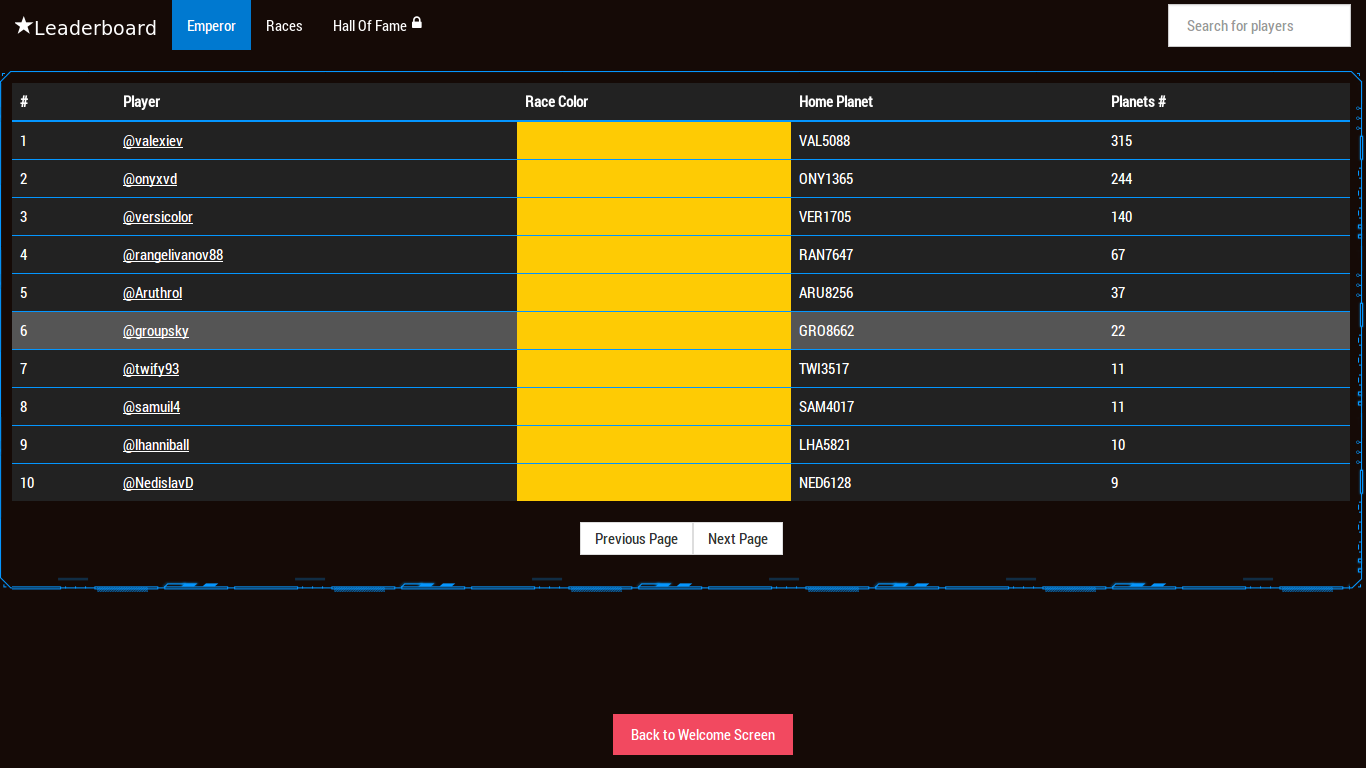 ★Leaderboard Emperor Races Hall Of Fame Search for players
# Player Race Color Home Planet Planets #
1 @valexiev VAL5088 315
2 @onyxvd ONY1365 244
3 @versicolor VER1705 140
4 @rangelivanov88 RAN7647 67
5 @Aruthrol ARU8256 37
6 @groupsky GRO8662 22
7 @twify93 TWI3517 11
8 @samuil4 SAM4017 11
9 @lhanniball LHA5821 10
10 @NedislavD NED6128 9
Previous Page Next Page
Back to Welcome Screen